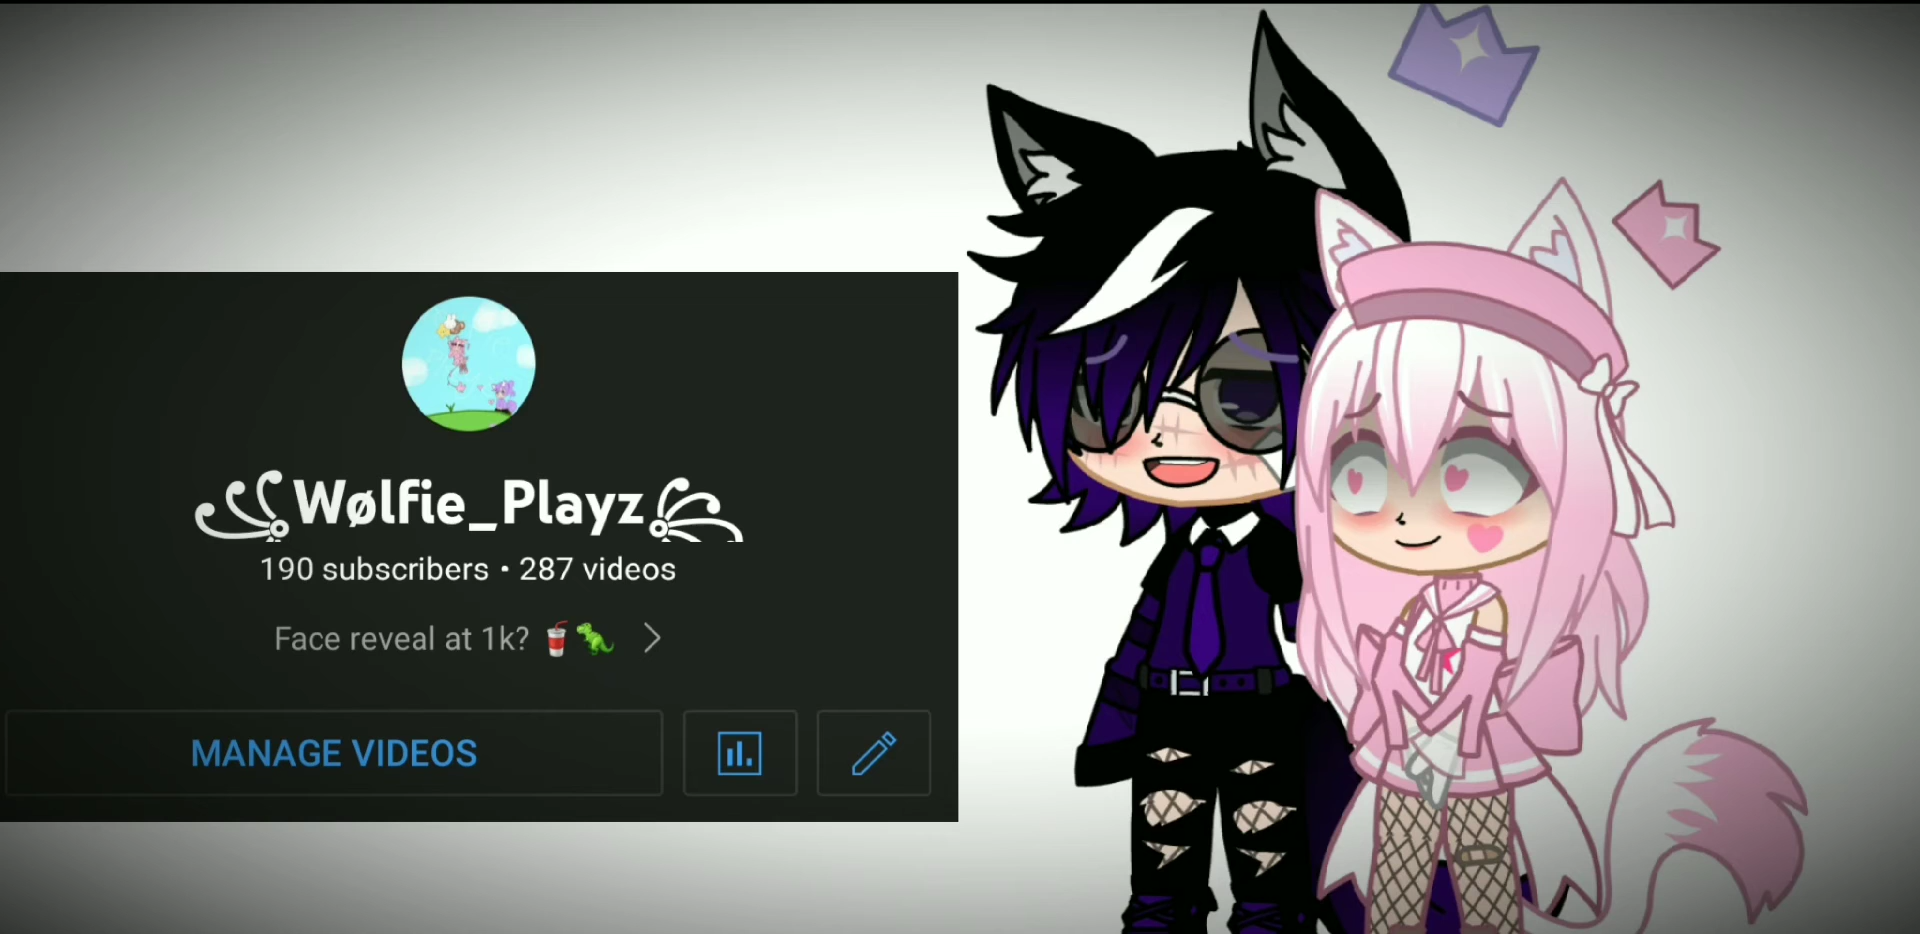 Wølfie_Playz
190 subscribers • 287 videos
Face reveal at 1k? 🥤🦖
MANAGE VIDEOS